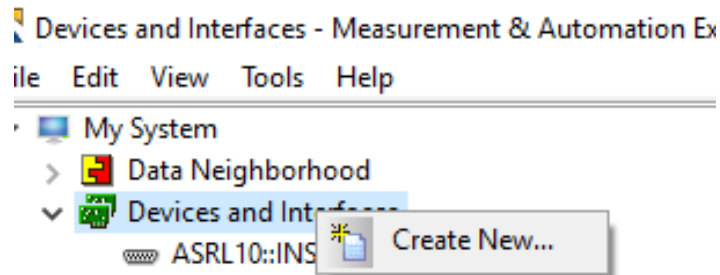 Devices and Interfaces - Measurement & Automation Ex
ile Edit View Tools Help
My System
Data Neighborhood
Devices and Interfaces
Create New...
ASRL10::INS